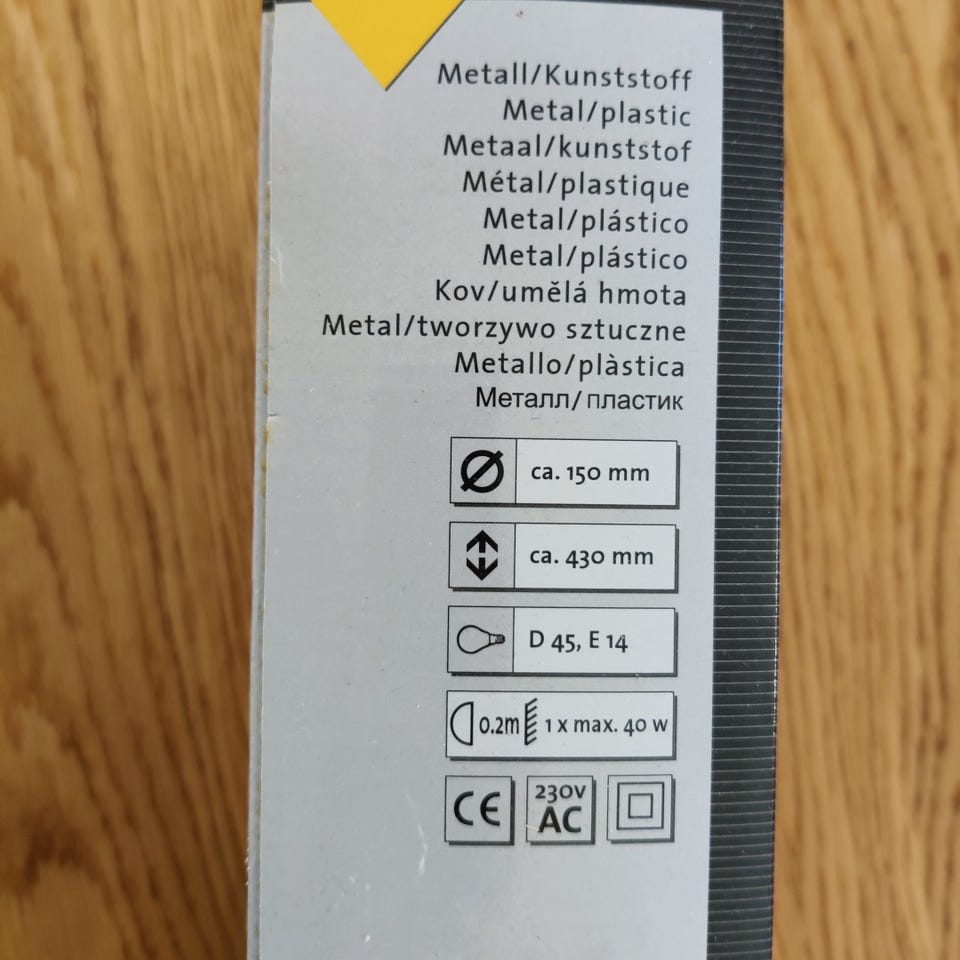 Metall/Kunststoff
Metal/plastic
Metaal/kunststof
Métal/plastique
Metal/plástico
Metal/plástico
Kov/umělá hmota
Metal/tworzywo sztuczne
Metallo/plàstica
Металл/пластик
ca. 150 mm
ca. 430 mm
D 45, E 14
0.2m 1 x max. 40 w
CE 230V AC